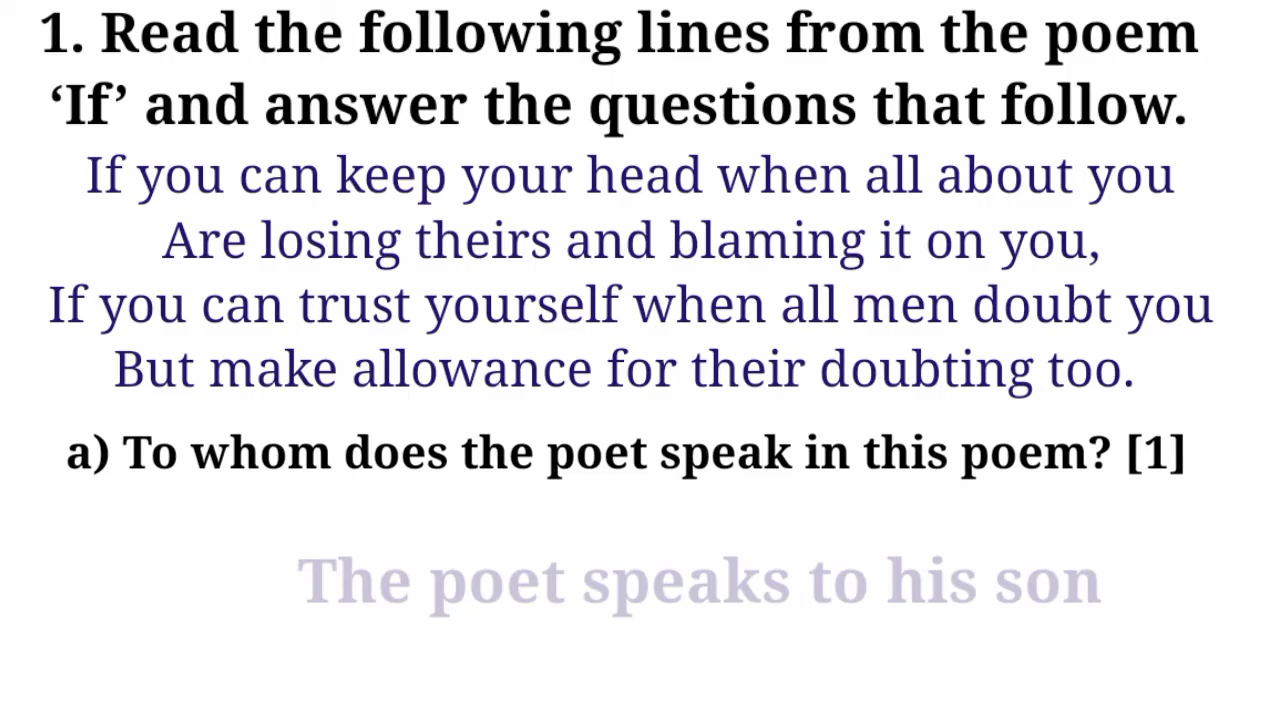 1. Read the following lines from the poem
‘If’ and answer the questions that follow.
If you can keep your head when all about you
Are losing theirs and blaming it on you,
If you can trust yourself when all men doubt you
But make allowance for their doubting too.
a) To whom does the poet speak in this poem? [1]
The poet speaks to his son